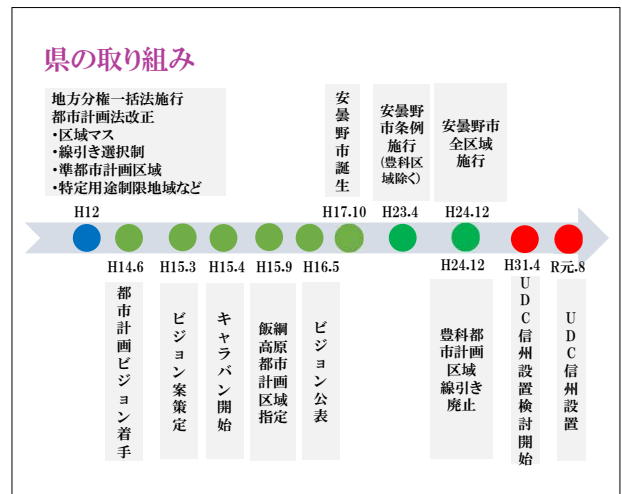 県の取り組み
地方分権一括法施行
都市計画法改正
・区域マス
・線引き選択制
・準都市計画区域
・特定用途制限地域など
安曇野市誕生
安曇野
市条例
施行
(豊科区
域除く)
安曇野市
全区域
施行
H12
H17.10
H23.4
H24.12
H14.6
H15.3
H15.4
H15.9
H16.5
H24.12
H31.4
R元.8
都市計画ビジョン着手
ビジョン案策定
キャラバン開始
飯綱
高原
都市
計画
区域
指定
ビジョン公表
豊科都
市計画
区域
線引き
廃止
UDC信州設置検討開始
UDC信州設置